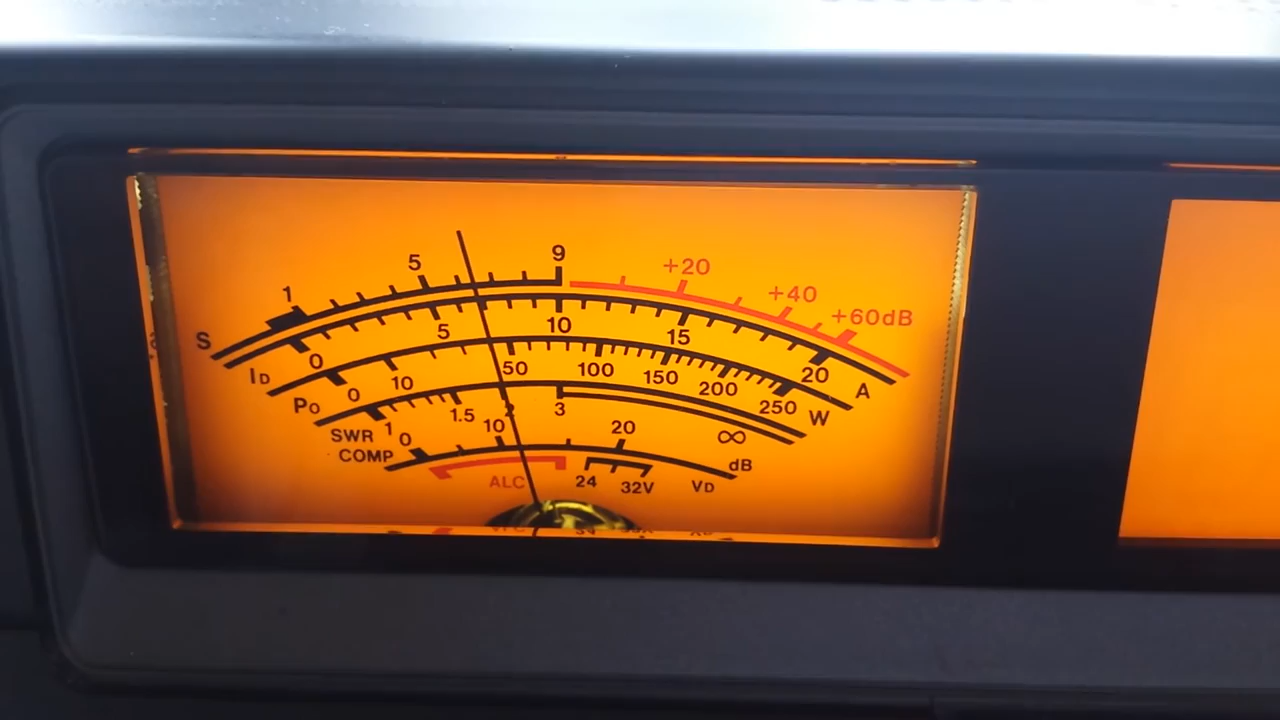 S 1 5 9 +20 +40 +60dB
ID 0 5 10 15 20 A
PO 0 10 50 100 150 200 250 W
SWR 1 1.5 2 3 ∞
COMP 0 10 20 dB
ALC 24 32V VD